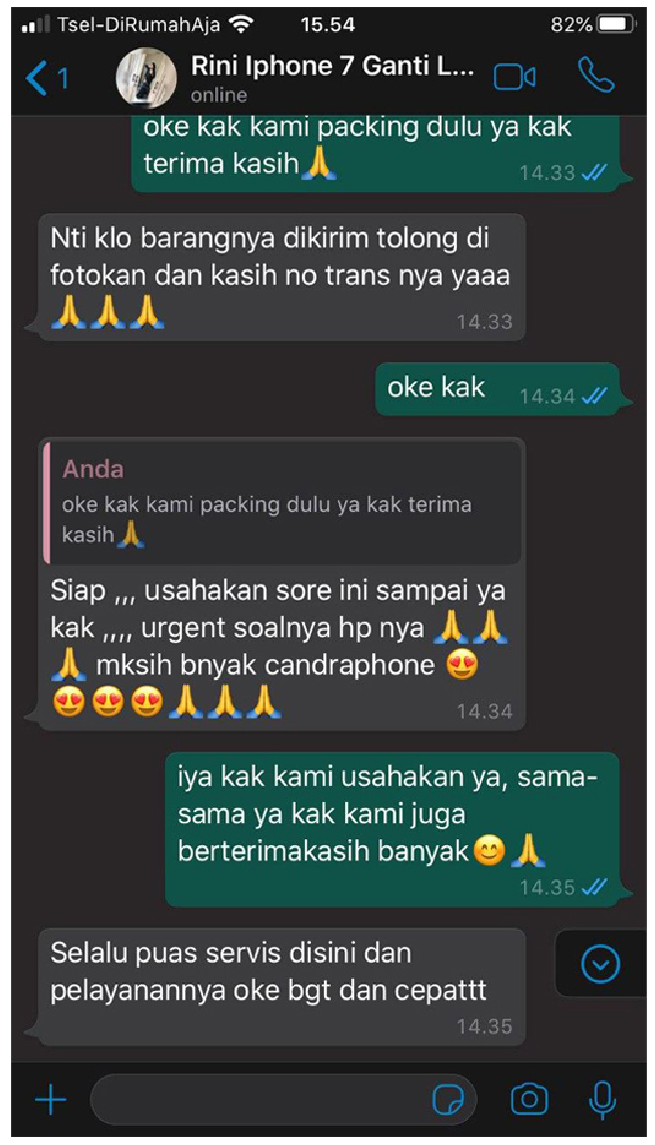 Tsel-DiRumahAja 15.54 82%
1 Rini Iphone 7 Ganti L...
online
oke kak kami packing dulu ya kak
terima kasih🙏 14.33
Nti klo barangnya dikirim tolong di
fotokan dan kasih no trans nya yaaa
🙏🙏🙏 14.33
oke kak 14.34
Anda
oke kak kami packing dulu ya kak terima
kasih🙏
Siap ,,, usahakan sore ini sampai ya
kak ,,,, urgent soalnya hp nya 🙏🙏
🙏 mksih bnyak candraphone 😍
😍😍😍🙏🙏🙏 14.34
iya kak kami usahakan ya, sama-
sama ya kak kami juga
berterimakasih banyak😊🙏
14.35
Selalu puas servis disini dan
pelayanannya oke bgt dan cepattt
14.35